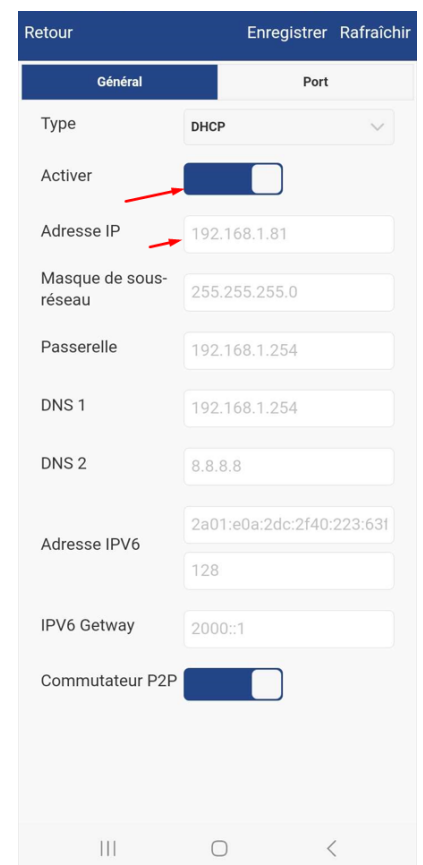 Retour Enregistrer Rafraîchir
Général Port
Type DHCP
Activer
Adresse IP 192.168.1.81
Masque de sous-
réseau 255.255.255.0
Passerelle 192.168.1.254
DNS 1 192.168.1.254
DNS 2 8.8.8.8
Adresse IPV6 2a01:e0a:2dc:2f40:223:63f
128
IPV6 Getway 2000::1
Commutateur P2P